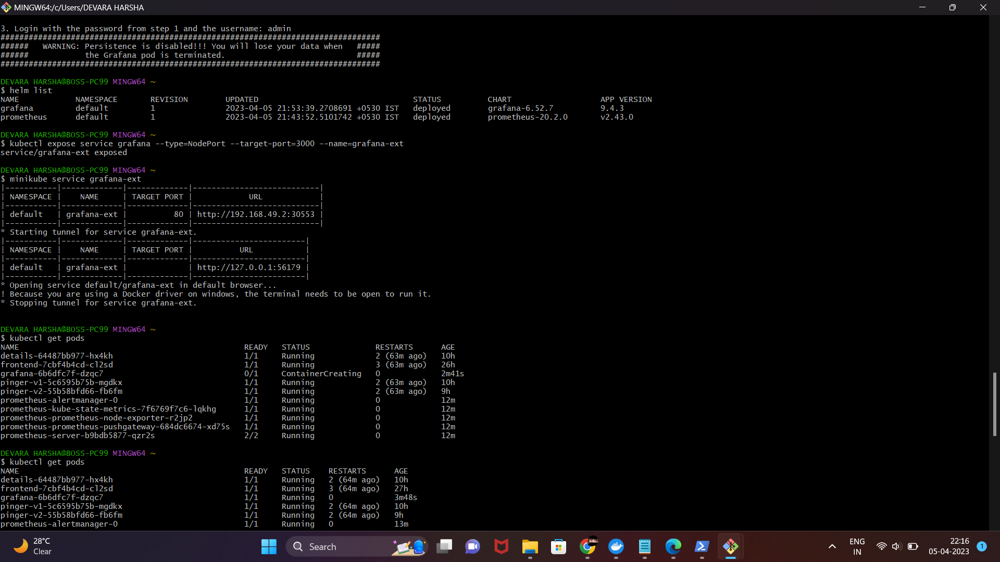 MINGW64:/c/Users/DEVARA HARSHA
3. Login with the password from step 1 and the username: admin
#################################################################################
######   WARNING: Persistence is disabled!!! You will lose your data when   #####
######            the Grafana pod is terminated.                            #####
#################################################################################
DEVARA HARSHA@BOSS-PC99 MINGW64 ~
$ helm list
NAME            NAMESPACE       REVISION        UPDATED                                 STATUS          CHART                   APP VERSION
grafana         default         1               2023-04-05 21:53:39.2708691 +0530 IST   deployed        grafana-6.52.7          9.4.3
prometheus      default         1               2023-04-05 21:43:52.5101742 +0530 IST   deployed        prometheus-20.2.0       v2.43.0
DEVARA HARSHA@BOSS-PC99 MINGW64 ~
$ kubectl expose service grafana --type=NodePort --target-port=3000 --name=grafana-ext
service/grafana-ext exposed
DEVARA HARSHA@BOSS-PC99 MINGW64 ~
$ minikube service grafana-ext
|-----------|-------------|-------------|---------------------------|
| NAMESPACE |    NAME     | TARGET PORT |            URL            |
|-----------|-------------|-------------|---------------------------|
| default   | grafana-ext |          80 | http://192.168.49.2:30553 |
|-----------|-------------|-------------|---------------------------|
* Starting tunnel for service grafana-ext.
|-----------|-------------|-------------|------------------------|
| NAMESPACE |    NAME     | TARGET PORT |          URL           |
|-----------|-------------|-------------|------------------------|
| default   | grafana-ext |             | http://127.0.0.1:56179 |
|-----------|-------------|-------------|------------------------|
* Opening service default/grafana-ext in default browser...
! Because you are using a Docker driver on windows, the terminal needs to be open to run it.
* Stopping tunnel for service grafana-ext.
DEVARA HARSHA@BOSS-PC99 MINGW64 ~
$ kubectl get pods
NAME                                                READY   STATUS              RESTARTS      AGE
details-64487bb977-hx4kh                            1/1     Running             2 (63m ago)   10h
frontend-7cbf4b4cd-cl2sd                            1/1     Running             3 (63m ago)   26h
grafana-6b6dfc7f-dzqc7                              0/1     ContainerCreating   0             2m41s
pinger-v1-5c6595b75b-mgdkx                          1/1     Running             2 (63m ago)   10h
pinger-v2-55b58bfd66-fb6fm                          1/1     Running             2 (63m ago)   9h
prometheus-alertmanager-0                           1/1     Running             0             12m
prometheus-kube-state-metrics-7f6769f7c6-lqkhg      1/1     Running             0             12m
prometheus-prometheus-node-exporter-r2jp2           1/1     Running             0             12m
prometheus-prometheus-pushgateway-684dc6674-xd75s   1/1     Running             0             12m
prometheus-server-b9bdb5877-qzr2s                   2/2     Running             0             12m
DEVARA HARSHA@BOSS-PC99 MINGW64 ~
$ kubectl get pods
NAME                                                READY   STATUS    RESTARTS      AGE
details-64487bb977-hx4kh                            1/1     Running   2 (64m ago)   10h
frontend-7cbf4b4cd-cl2sd                            1/1     Running   3 (64m ago)   27h
grafana-6b6dfc7f-dzqc7                              1/1     Running   0             3m48s
pinger-v1-5c6595b75b-mgdkx                          1/1     Running   2 (64m ago)   10h
pinger-v2-55b58bfd66-fb6fm                          1/1     Running   2 (64m ago)   9h
prometheus-alertmanager-0                           1/1     Running   0             13m
28°C
Clear
Search
ENG
IN
22:16
05-04-2023
1